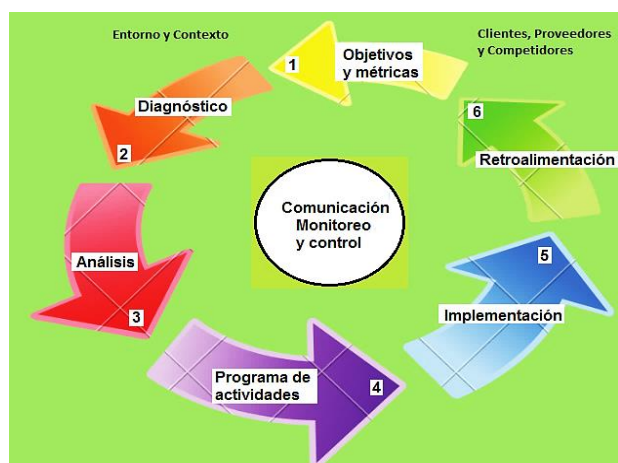 Entorno y Contexto
Clientes, Proveedores
y Competidores
1
Objetivos
y métricas
Diagnóstico
2
Análisis
3
Programa de
actividades
4
Implementación
5
6
Retroalimentación
Comunicación
Monitoreo
y control